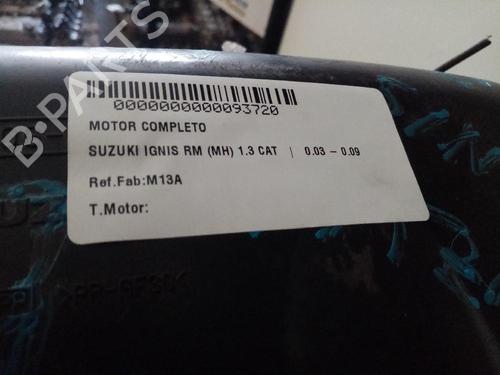 B-PARTS
0000000000093720
MOTOR COMPLETO
SUZUKI IGNIS RM (MH) 1.3 CAT | 0.03 – 0.09
Ref.Fab:M13A
T.Motor: